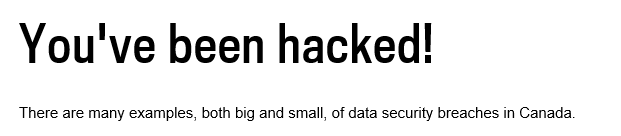 You've been hacked!
There are many examples, both big and small, of data security breaches in Canada.